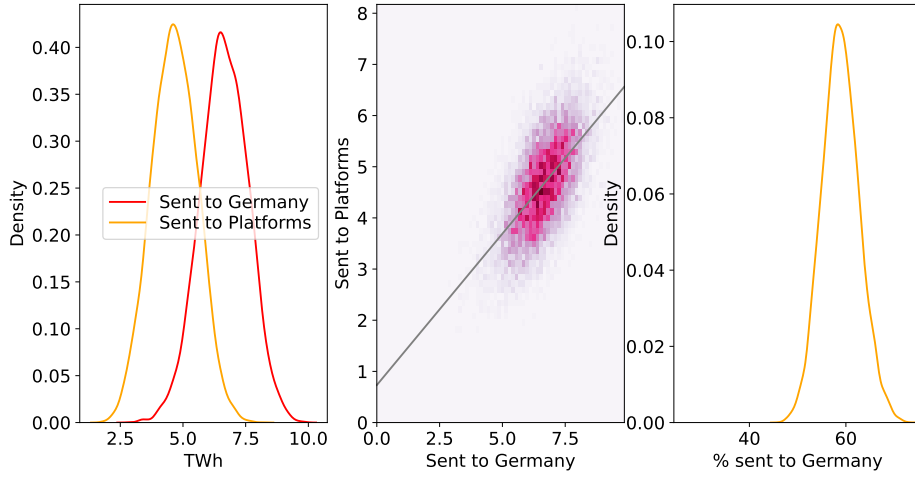 0.40
0.35
0.30
0.25
0.20
0.15
0.10
0.05
0.00
Density
2.5 5.0 7.5 10.0
TWh
Sent to Germany
Sent to Platforms
8
7
6
5
4
3
2
1
0
Sent to Platforms
0.0 2.5 5.0 7.5
Sent to Germany
0.10
0.08
0.06
0.04
0.02
0.00
Density
40 60
% sent to Germany